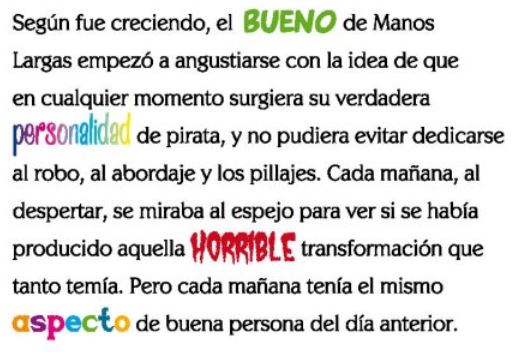 Según fue creciendo, el BUENO de Manos
Largas empezó a angustiarse con la idea de que
en cualquier momento surgiera su verdadera
personalidad de pirata, y no pudiera evitar dedicarse
al robo, al abordaje y los pillajes. Cada mañana, al
despertar, se miraba al espejo para ver si se había
producido aquella HORRIBLE transformación que
tanto temía. Pero cada mañana tenía el mismo
aspecto de buena persona del día anterior.